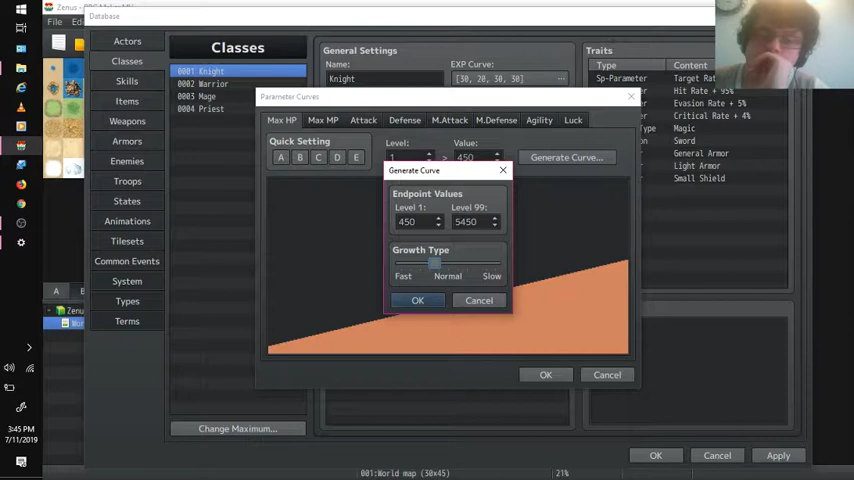 Zenus
Database
File
Ed
Actors
Classes
Skills
Items
Weapons
Armors
Enemies
Troops
States
Animations
Tilesets
Common Events
System
Types
Terms
Classes
0001 Knight
0002 Warrior
0003 Mage
0004 Priest
Change Maximum...
General Settings
Name:
EXP Curve:
Knight
[30, 20, 30, 30]
...
Traits
Type
Content
Sp-Parameter
Target Rat
Hit Rate + 95%
Evasion Rate + 5%
Critical Rate + 4%
Type
Magic
Sword
General Armor
Light Armor
Small Shield
Parameter Curves
Max HP
Max MP
Attack
Defense
M.Attack
M.Defense
Agility
Luck
Quick Setting
A
B
C
D
E
Level:
Value:
1
>
450
Generate Curve...
Generate Curve
Endpoint Values
Level 1:
Level 99:
450
5450
Growth Type
Fast
Normal
Slow
OK
Cancel
OK
Cancel
OK
Cancel
Apply
A
Zenu
Wor
3:45 PM
7/11/2019
001:World map (30x45)
21%